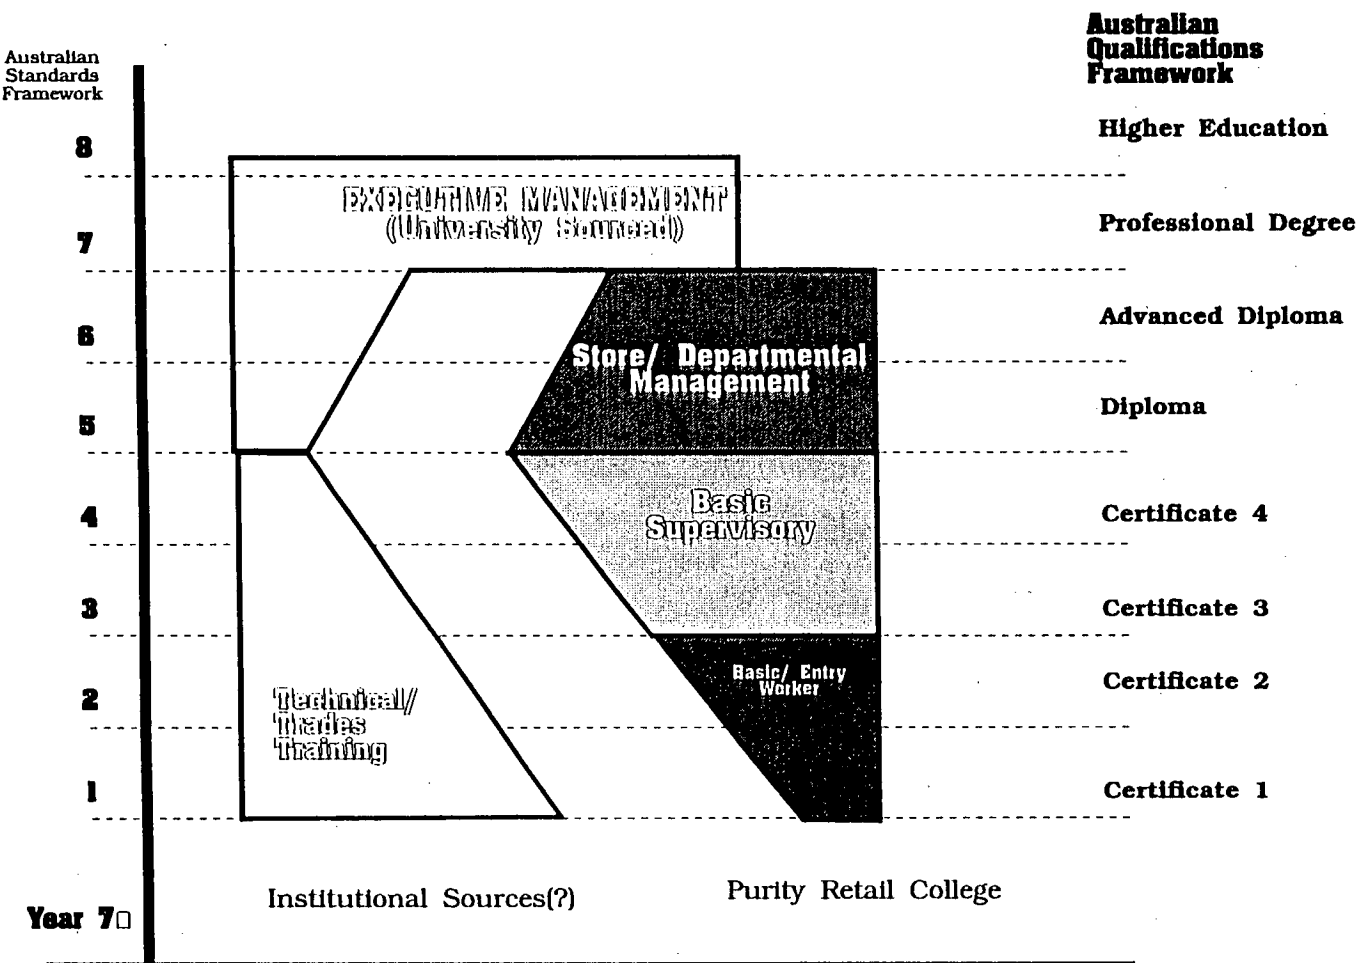 Australian
Qualifications
Framework
Australian
Standards
Framework
Higher Education
8
EXECUTIVE MANAGEMENT
(University Sourced)
Professional Degree
7
Advanced Diploma
6
Store/ Departmental
Management
Diploma
5
Basic
Supervisory
Certificate 4
4
Certificate 3
3
Basic/ Entry
Worker
Certificate 2
2
Technical/
Trades
Training
Certificate 1
1
Institutional Sources(?)
Purity Retail College
Year 7□